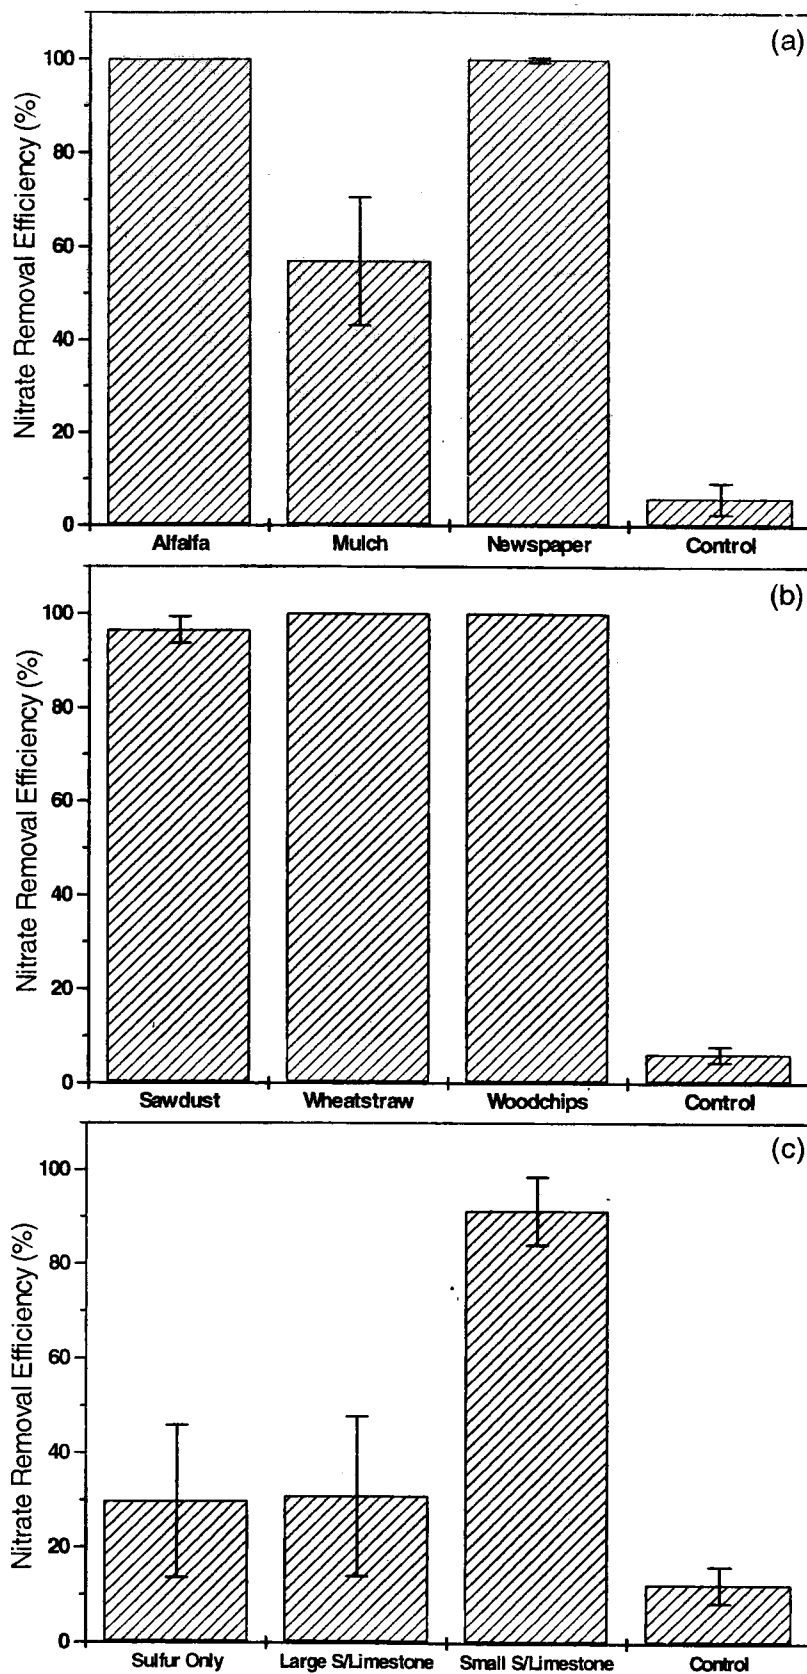 (a)
Nitrate Removal Efficiency (%)
100
80
60
40
20
0
Alfalfa Mulch Newspaper Control
(b)
Nitrate Removal Efficiency (%)
100
80
60
40
20
0
Sawdust Wheatstraw Woodchips Control
(c)
Nitrate Removal Efficiency (%)
100
80
60
40
20
0
Sulfur Only Large S/Limestone Small S/Limestone Control